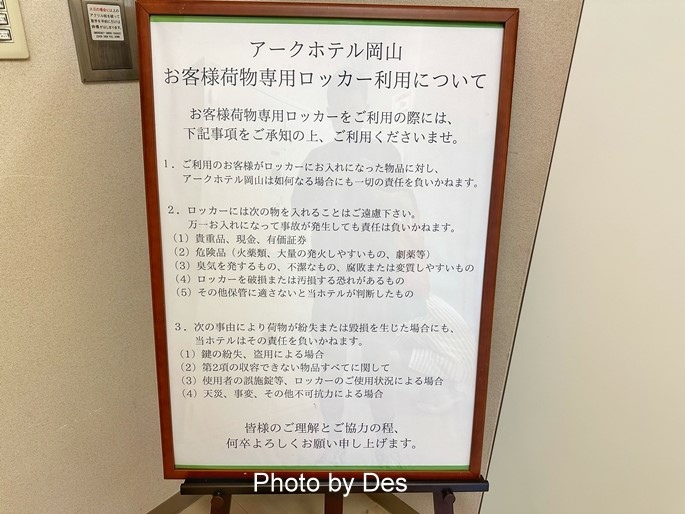 アークホテル岡山
お客様荷物専用ロッカー利用について
お客様荷物専用ロッカーをご利用の際には、
下記事項をご承知の上、ご利用くださいませ。
1．ご利用のお客様がロッカーにお入れになった物品に対し、
アークホテル岡山は如何なる場合にも一切の責任を負いかねます。
2．ロッカーには次の物を入れることはご遠慮下さい。
万一お入れになって事故が発生しても責任は負いかねます。
（1）貴重品、現金、有価証券
（2）危険品（火薬類、大量の発火しやすいもの、劇薬等）
（3）臭気を発するもの、不潔なもの、腐敗または変質しやすいもの
（4）ロッカーを破損または汚損する恐れがあるもの
（5）その他保管に適さないと当ホテルが判断したもの
3．次の事由により荷物が紛失または毀損を生じた場合にも、
当ホテルはその責任を負いかねます。
（1）鍵の紛失、盗用による場合
（2）第2項の収容できない物品すべてに関して
（3）使用者の誤施錠等、ロッカーのご使用状況による場合
（4）天災、事変、その他不可抗力による場合
皆様のご理解とご協力の程、
何卒よろしくお願い申し上げます。
Photo by Des